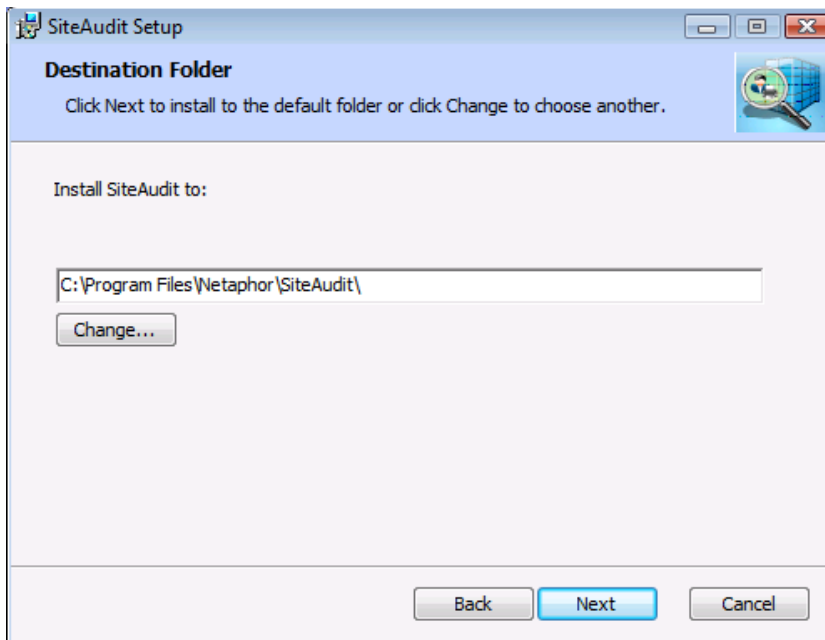 SiteAudit Setup
Destination Folder
Click Next to install to the default folder or click Change to choose another.
Install SiteAudit to:
C:\Program Files\Netaphor\SiteAudit\
Change...
Back Next Cancel